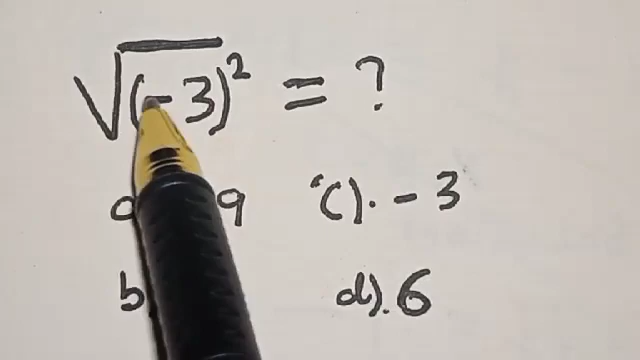 √(-3)² = ?
9 (c). - 3
b d). 6